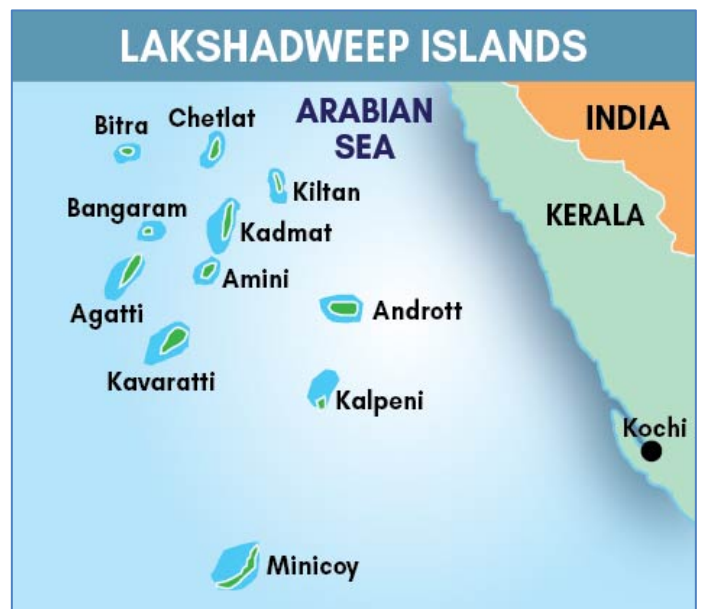 LAKSHADWEEP ISLANDS
Bitra
Chetlat
ARABIAN
SEA
INDIA
Kiltan
Bangaram
Kadmat
KERALA
Amini
Agatti
Andrott
Kavaratti
Kalpeni
Kochi
Minicoy